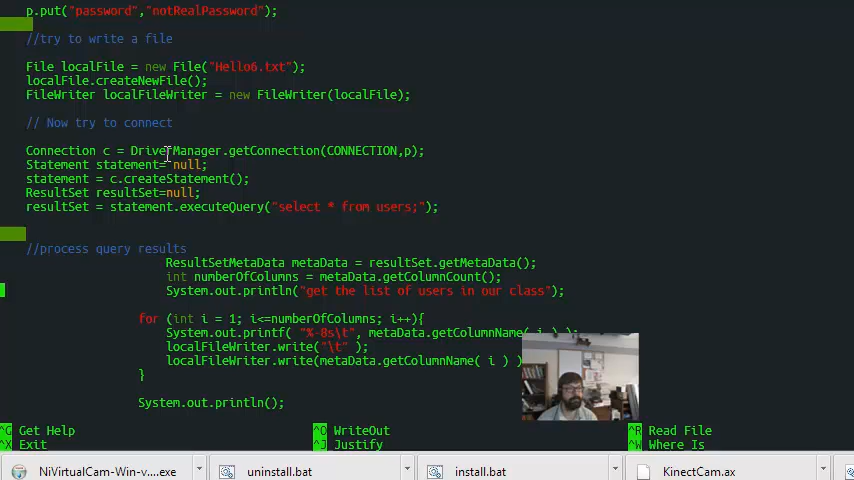 p.put("password","notRealPassword");
//try to write a file
File localFile = new File("Hello6.txt");
localFile.createNewFile();
FileWriter localFileWriter = new FileWriter(localFile);
// Now try to connect
Connection c = DriverManager.getConnection(CONNECTION,p);
Statement statement= null;
statement = c.createStatement();
ResultSet resultSet=null;
resultSet = statement.executeQuery("select * from users;");
//process query results
ResultSetMetaData metaData = resultSet.getMetaData();
int numberOfColumns = metaData.getColumnCount();
System.out.println("get the list of users in our class");
for (int i = 1; i<=numberOfColumns; i++){
System.out.printf( "%-8s\t", metaData.getColumnName( i ) );
localFileWriter.write("\t" );
localFileWriter.write(metaData.getColumnName( i ) )
}
System.out.println();
^G Get Help ^O WriteOut ^R Read File
^X Exit ^J Justify ^W Where Is
NiVirtualCam-Win-v....exe uninstall.bat install.bat KinectCam.ax